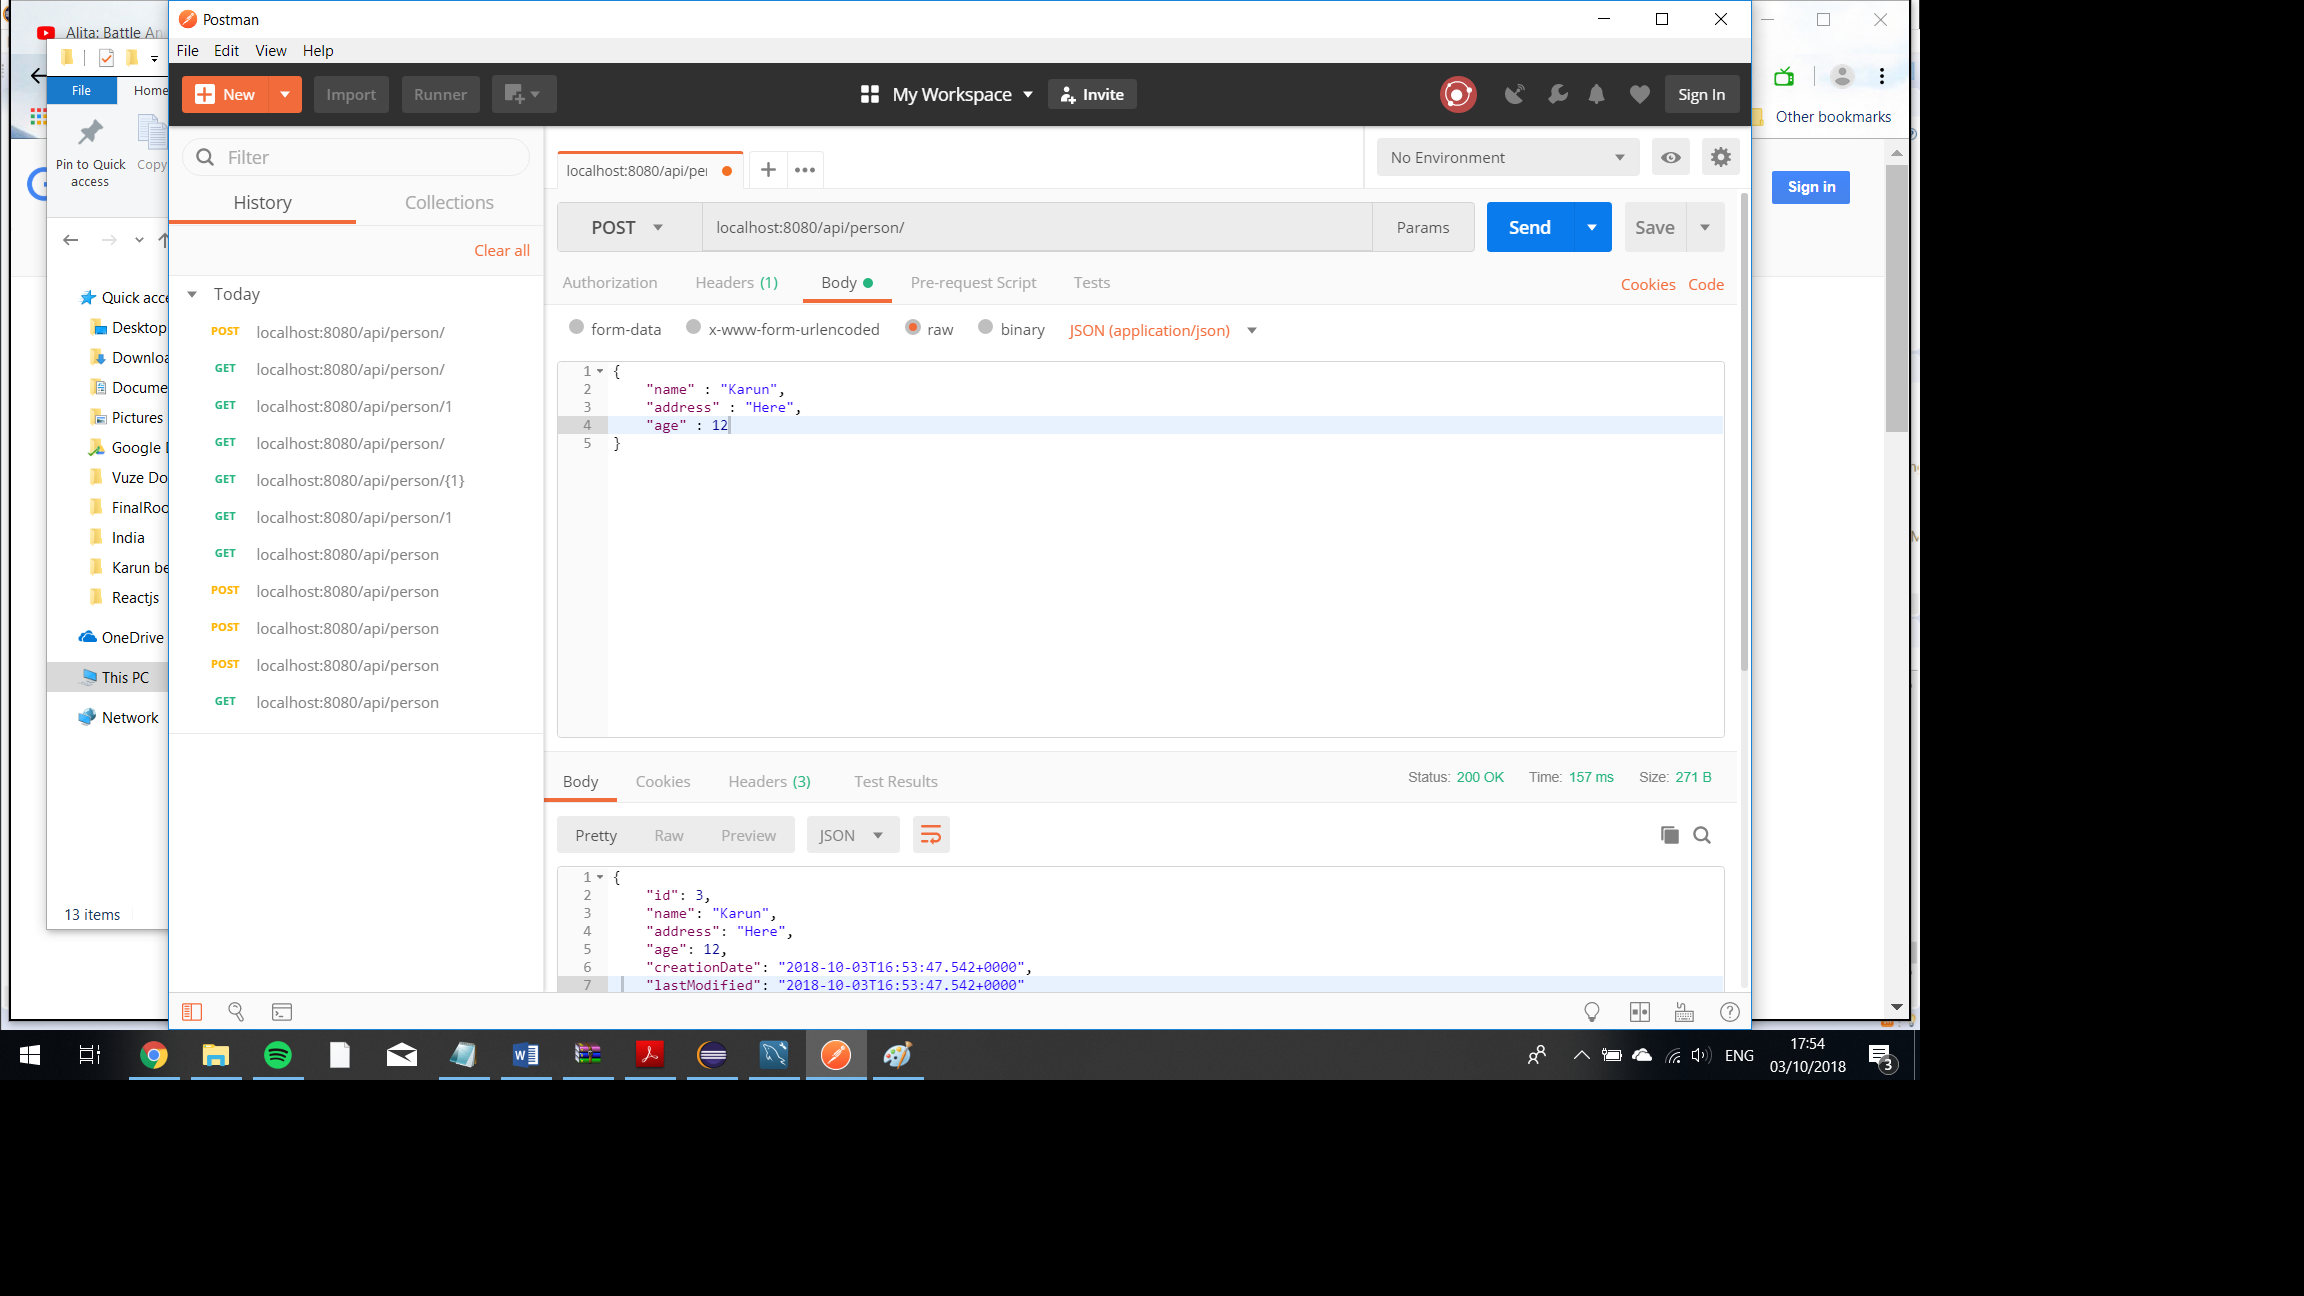 Alita: Battle An
Postman
File Edit View Help
File Home
New Import Runner My Workspace Invite Sign In
Other bookmarks
Pin to Quick access
Copy
Filter
History Collections
Clear all
Today
POST localhost:8080/api/person/
GET localhost:8080/api/person/
GET localhost:8080/api/person/1
GET localhost:8080/api/person/
GET localhost:8080/api/person/{1}
GET localhost:8080/api/person/1
GET localhost:8080/api/person
POST localhost:8080/api/person
POST localhost:8080/api/person
POST localhost:8080/api/person
GET localhost:8080/api/person
Quick acce
Desktop
Downloa
Docume
Pictures
Google
Vuze Do
FinalRoo
India
Karun be
Reactjs
OneDrive
This PC
Network
13 items
localhost:8080/api/per
No Environment
Sign in
POST localhost:8080/api/person/ Params Send Save
Authorization Headers (1) Body Pre-request Script Tests Cookies Code
form-data x-www-form-urlencoded raw binary JSON (application/json)
1 {
2 "name" : "Karun",
3 "address" : "Here",
4 "age" : 12
5 }
Body Cookies Headers (3) Test Results Status: 200 OK Time: 157 ms Size: 271 B
Pretty Raw Preview JSON
1 {
2 "id": 3,
3 "name": "Karun",
4 "address": "Here",
5 "age": 12,
6 "creationDate": "2018-10-03T16:53:47.542+0000",
7 "lastModified": "2018-10-03T16:53:47.542+0000"
ENG
17:54
03/10/2018
3